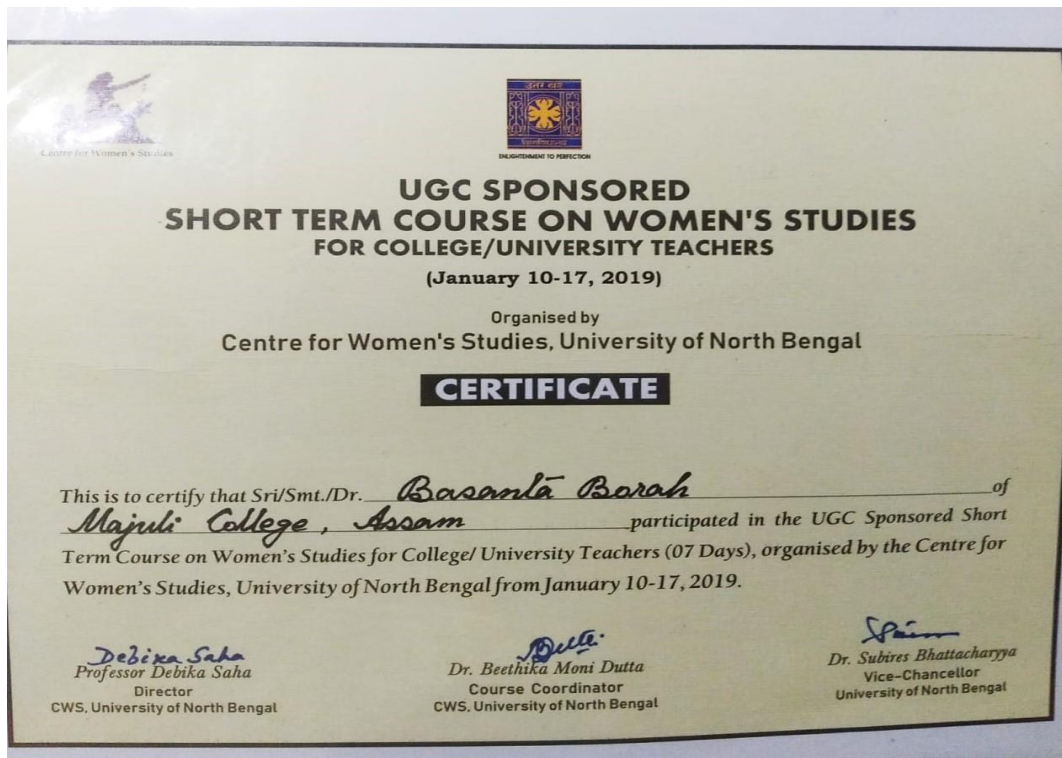 Centre for Women's Studies
ENLIGHTENMENT TO PERFECTION
UGC SPONSORED
SHORT TERM COURSE ON WOMEN'S STUDIES
FOR COLLEGE/UNIVERSITY TEACHERS
(January 10-17, 2019)
Organised by
Centre for Women's Studies, University of North Bengal
CERTIFICATE
This is to certify that Sri/Smt./Dr. Basantā Borah of
Majuli College, Assam participated in the UGC Sponsored Short
Term Course on Women's Studies for College/ University Teachers (07 Days), organised by the Centre for
Women's Studies, University of North Bengal from January 10-17, 2019.
Debika Saha
Professor Debika Saha
Director
CWS, University of North Bengal
Dr. Beethika Moni Dutta
Course Coordinator
CWS, University of North Bengal
Dr. Subires Bhattacharyya
Vice-Chancellor
University of North Bengal